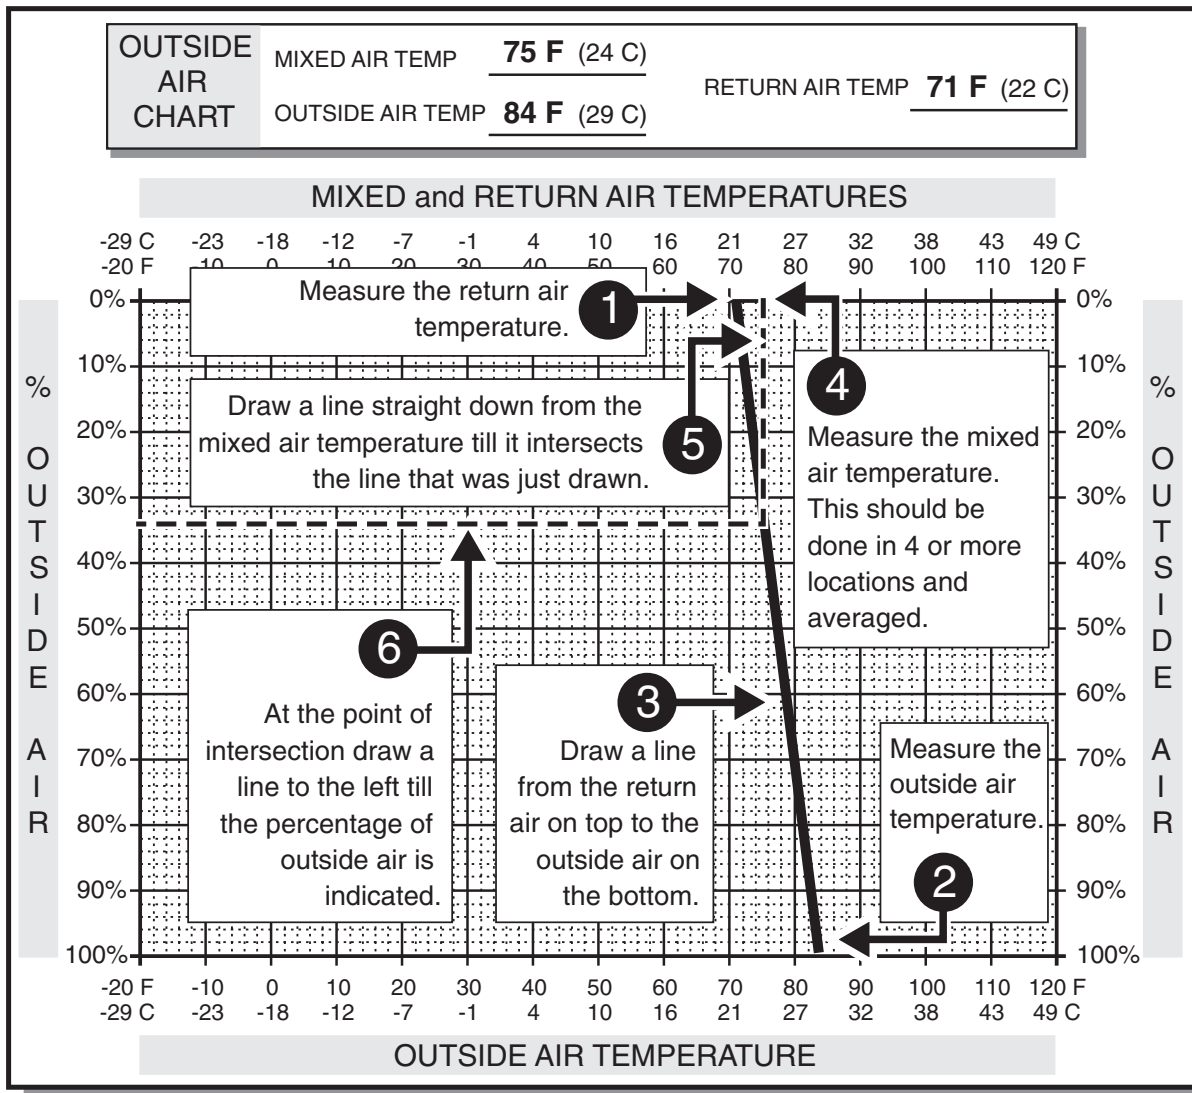 OUTSIDE
AIR
CHART
MIXED AIR TEMP 75 F (24 C)
OUTSIDE AIR TEMP 84 F (29 C)
RETURN AIR TEMP 71 F (22 C)
MIXED and RETURN AIR TEMPERATURES
-29 C -23 -18 -12 -7 -1 4 10 16 21 27 32 38 43 49 C
-20 F -10 0 10 20 30 40 50 60 70 80 90 100 110 120 F
% OUTSIDE AIR
0%
10%
20%
30%
40%
50%
60%
70%
80%
90%
100%
Measure the return air
temperature.
1
Draw a line straight down from the
mixed air temperature till it intersects
the line that was just drawn.
5
4
Measure the mixed
air temperature.
This should be
done in 4 or more
locations and
averaged.
6
At the point of
intersection draw a
line to the left till
the percentage of
outside air is
indicated.
3
Draw a line
from the return
air on top to the
outside air on
the bottom.
Measure the
outside air
temperature.
2
0%
10%
20%
30%
40%
50%
60%
70%
80%
90%
100%
% OUTSIDE AIR
-20 F -10 0 10 20 30 40 50 60 70 80 90 100 110 120 F
-29 C -23 -18 -12 -7 -1 4 10 16 21 27 32 38 43 49 C
OUTSIDE AIR TEMPERATURE